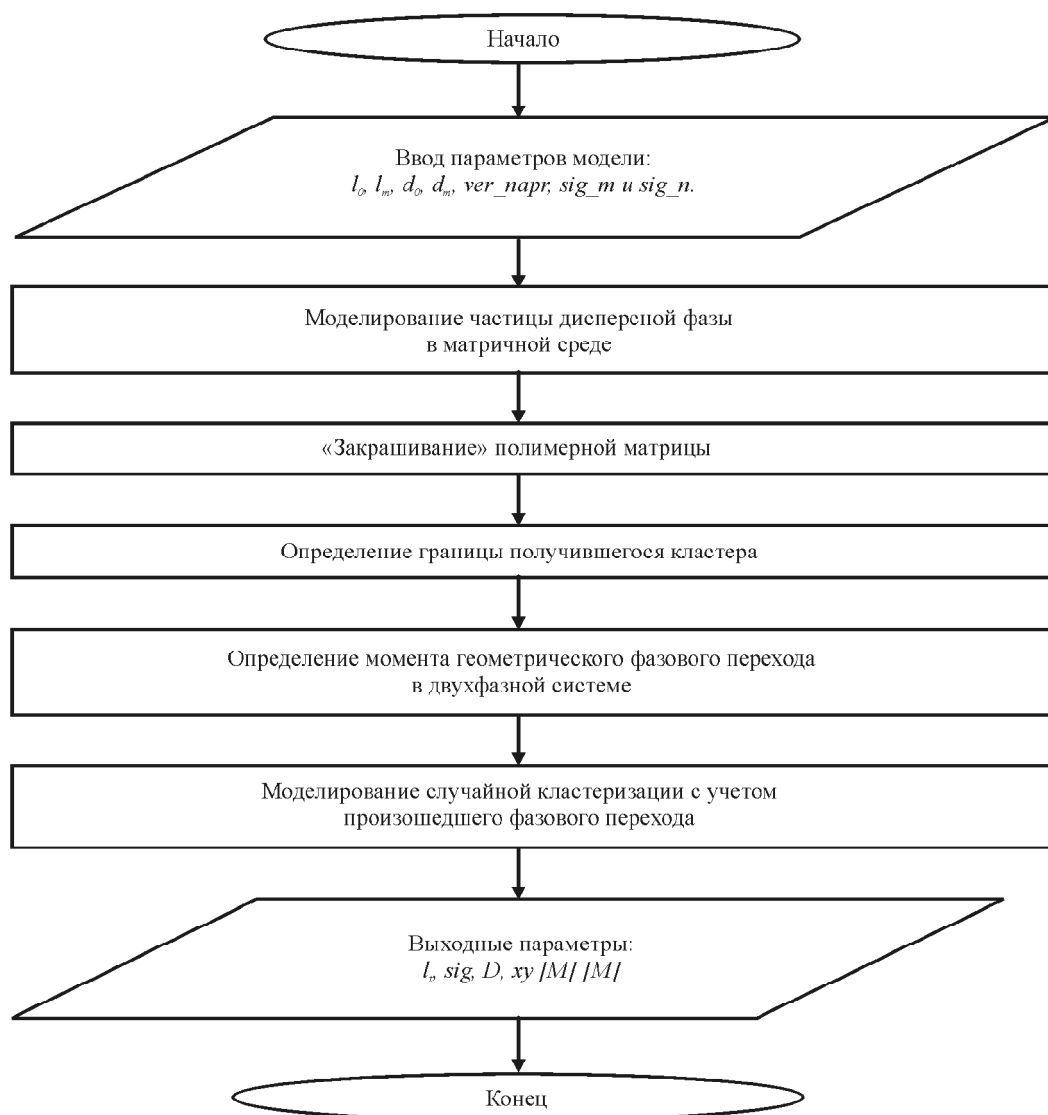 Начало
Ввод параметров модели:
l₀, lₘ, d₀, dₘ, ver_napr, sig_m и sig_n.
Моделирование частицы дисперсной фазы
в матричной среде
«Закрашивание» полимерной матрицы
Определение границы получившегося кластера
Определение момента геометрического фазового перехода
в двухфазной системе
Моделирование случайной кластеризации с учетом
произошедшего фазового перехода
Выходные параметры:
sig, D, xy [M] [M]
Конец